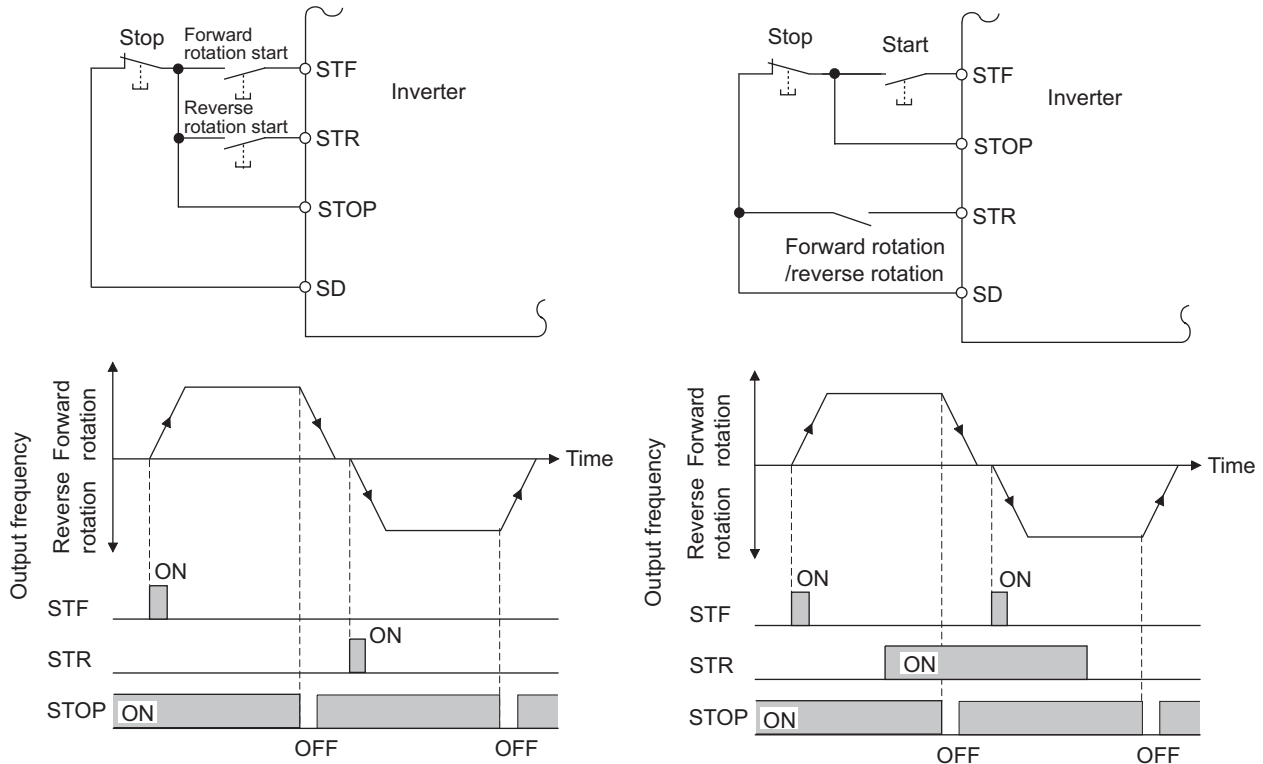 Stop
Forward
rotation start
STF
Inverter
Reverse
rotation start
STR
STOP
SD
Output frequency
Reverse Forward
rotation rotation
Time
ON
STF
ON
STR
STOP
ON
OFF
OFF
Stop
Start
STF
Inverter
STOP
STR
Forward rotation
/reverse rotation
SD
Output frequency
Reverse Forward
rotation rotation
Time
ON
ON
STF
STR
ON
STOP
ON
OFF
OFF